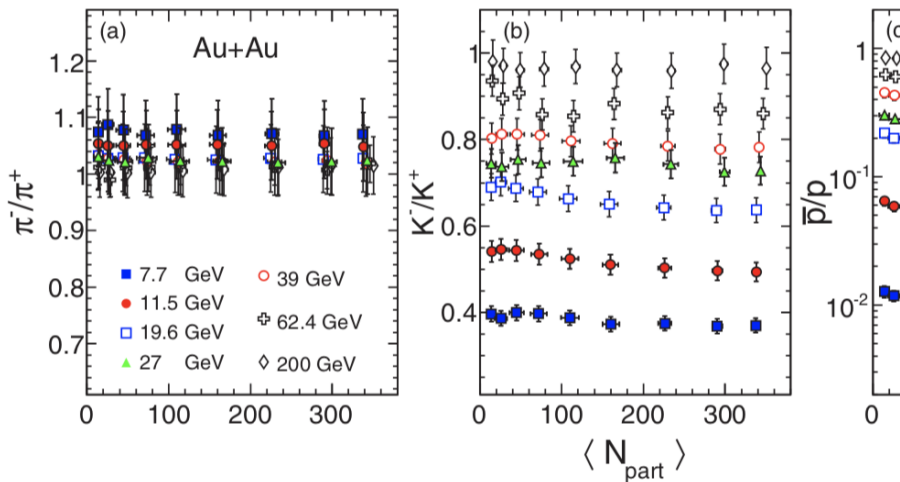 (a)
Au+Au
1.2
1.1
1.0
0.9
0.8
0.7
π⁻/π⁺
7.7 GeV
11.5 GeV
19.6 GeV
27 GeV
39 GeV
62.4 GeV
200 GeV
0 100 200 300
(b)
1
0.8
0.6
0.4
K⁻/K⁺
0 100 200 300
⟨ N_part ⟩
(c
1
10⁻¹
10⁻²
p̅/p
0